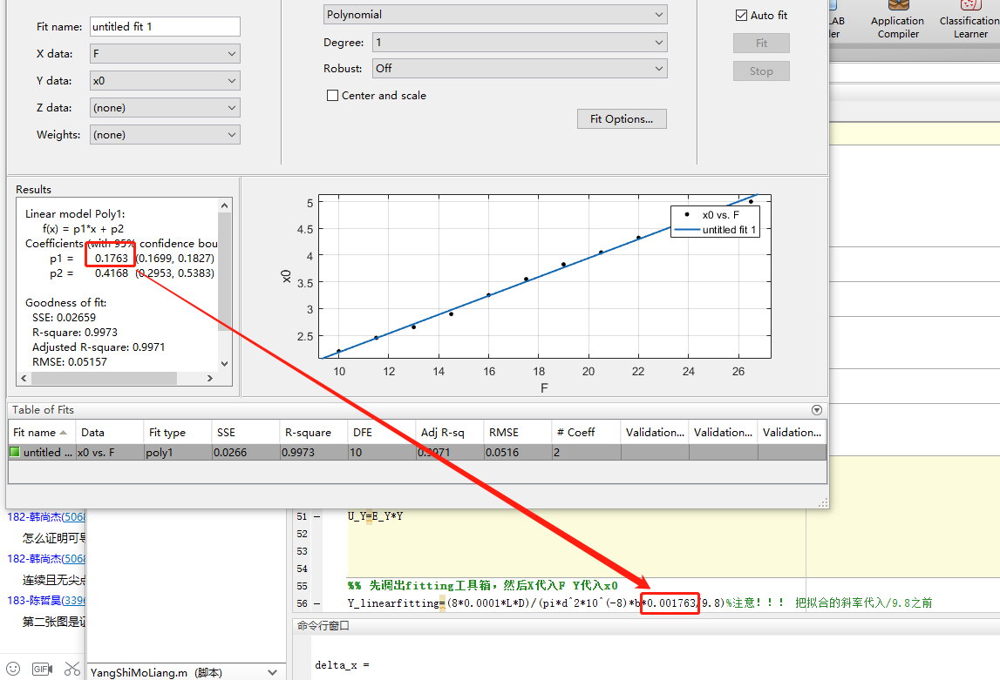 Fit name: untitled fit 1
X data: F
Y data: x0
Z data: (none)
Weights: (none)
Polynomial
Degree: 1
Robust: Off
Center and scale
Fit Options...
Auto fit
Fit
Stop
Application
Compiler
Classification
Learner
Results
Linear model Poly1:
f(x) = p1*x + p2
Coefficients (with 95% confidence bou
p1 = 0.1763 (0.1699, 0.1827)
p2 = 0.4168 (0.2953, 0.5383)
Goodness of fit:
SSE: 0.02659
R-square: 0.9973
Adjusted R-square: 0.9971
RMSE: 0.05157
x0 vs. F
untitled fit 1
5
4.5
4
3.5
3
2.5
x0
10 12 14 16 18 20 22 24 26
F
Table of Fits
Fit name Data Fit type SSE R-square DFE Adj R-sq RMSE # Coeff Validation... Validation... Validation...
untitled ... x0 vs. F poly1 0.0266 0.9973 10 0.9971 0.0516 2
182-韩尚杰(5068
怎么证明可导
182-韩尚杰(5068
连续且无尖点
183-陈哲昊(3396
第二张图是证
GIF
YangShiMoLiang.m (脚本)
51 — U_Y=E_Y*Y
52
53
54
55 %% 先调出fitting工具箱，然后X代入F Y代入x0
56 — Y_linearfitting=(8*0.0001*L*D)/(pi*d^2*10^(-8)*b*0.001763/9.8)%注意！！！ 把拟合的斜率代入/9.8之前
命令行窗口
delta_x =